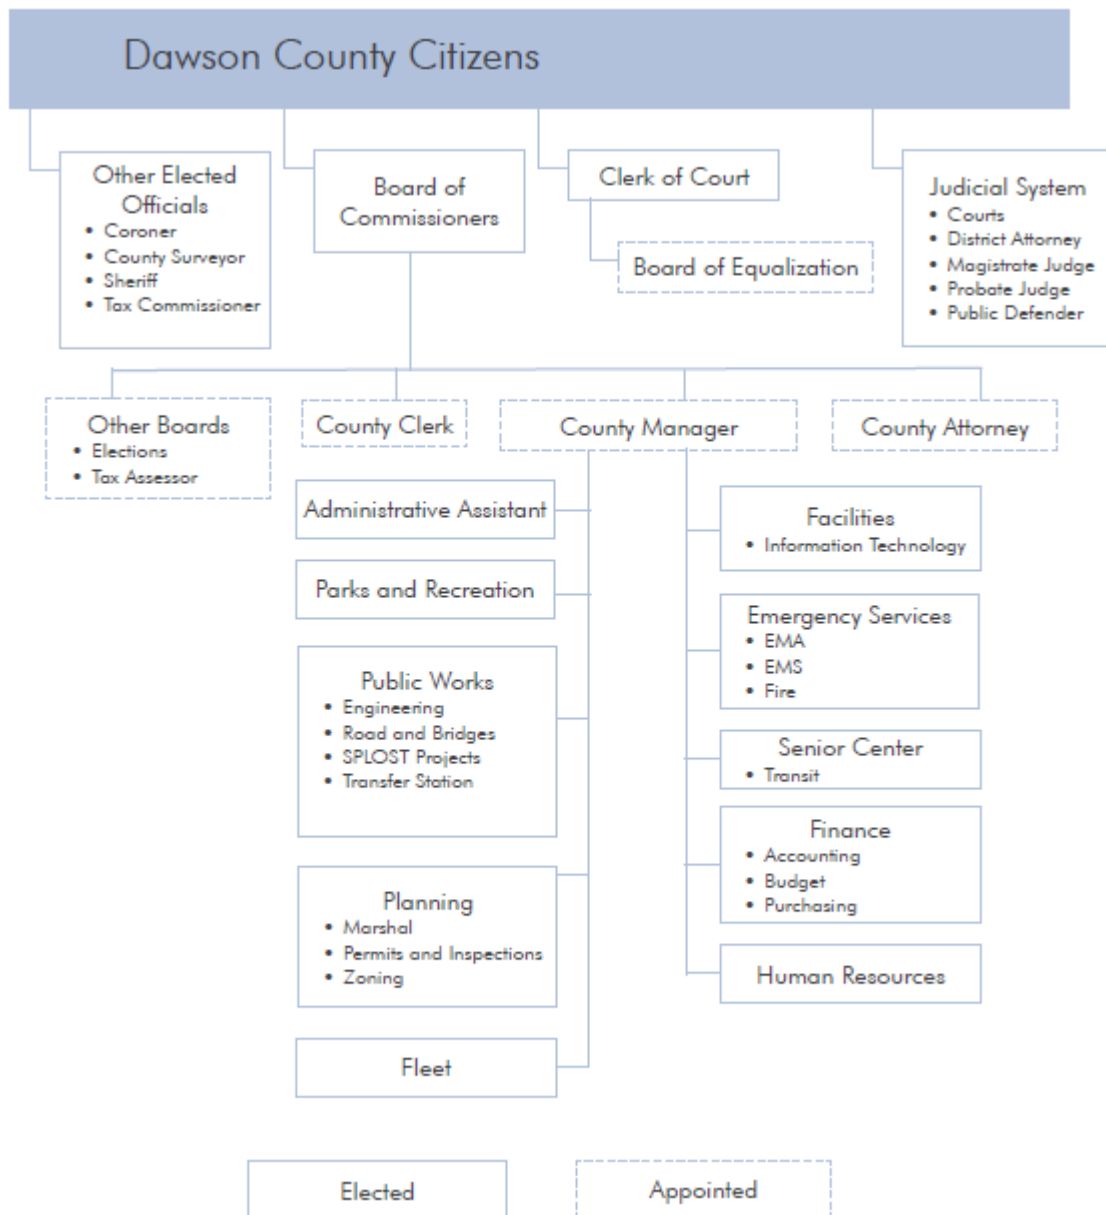 Dawson County Citizens
Other Elected
Officials
• Coroner
• County Surveyor
• Sheriff
• Tax Commissioner
Board of
Commissioners
Clerk of Court
Board of Equalization
Judicial System
• Courts
• District Attorney
• Magistrate Judge
• Probate Judge
• Public Defender
Other Boards
• Elections
• Tax Assessor
County Clerk
County Manager
County Attorney
Administrative Assistant
Parks and Recreation
Public Works
• Engineering
• Road and Bridges
• SPLOST Projects
• Transfer Station
Planning
• Marshal
• Permits and Inspections
• Zoning
Fleet
Facilities
• Information Technology
Emergency Services
• EMA
• EMS
• Fire
Senior Center
• Transit
Finance
• Accounting
• Budget
• Purchasing
Human Resources
Elected
Appointed